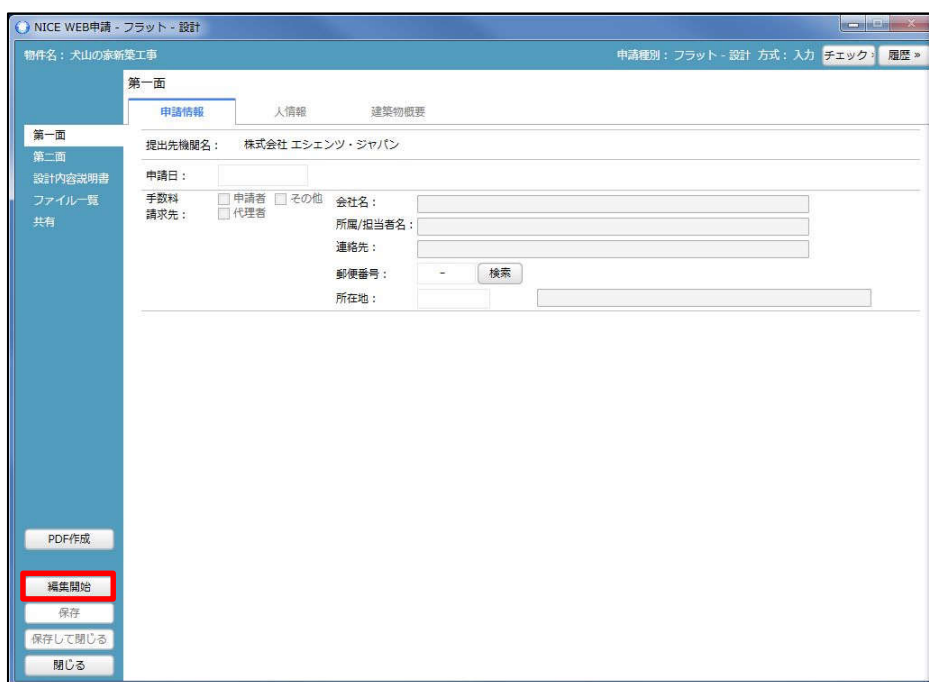 NICE WEB申請 - フラット - 設計
物件名：犬山の家新築工事
申請種別：フラット - 設計 方式：入力 チェック» 履歴 »
第一面
申請情報 人情報 建築物概要
第一面
第二面
設計内容説明書
ファイル一覧
共有
提出先機関名： 株式会社 エシェンツ・ジャパン
申請日：
手数料
請求先：
申請者 その他
代理者
会社名：
所属/担当者名：
連絡先：
郵便番号： - 検索
所在地：
PDF作成
編集開始
保存
保存して閉じる
閉じる